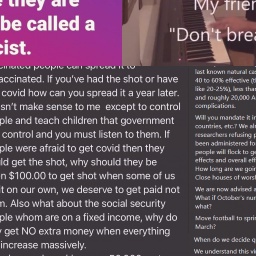 e they are
be called a
cist.
My frie
"Don't brea
cinated people can spread it to
accinated. If you've had the shot or have
covid how can you spread it a year later.
sn't make sense to me except to control
ple and teach children that government
control and you must listen to them. If
ple were afraid to get covid then they
ld get the shot, why should they be
n $100.00 to get shot when some of us
it on our own, we deserve to get paid not
m. Also what about the social security
ple whom are on a fixed income, why do
y get NO extra money when everything
increase massively.
last known natural cas
40 to 60% effective (t
like 20-25%), less than
and roughly 20,000 A
complications.
Will you mandate it in
countries, etc.? We al
researchers refusing
been administered fo
people will flock to ge
effects and overall eff
How long are we goin
Close houses of worsh
We are now advised a
What if October's num
what?
Move football to sprin
March?
When do we decide g
We understand this vi